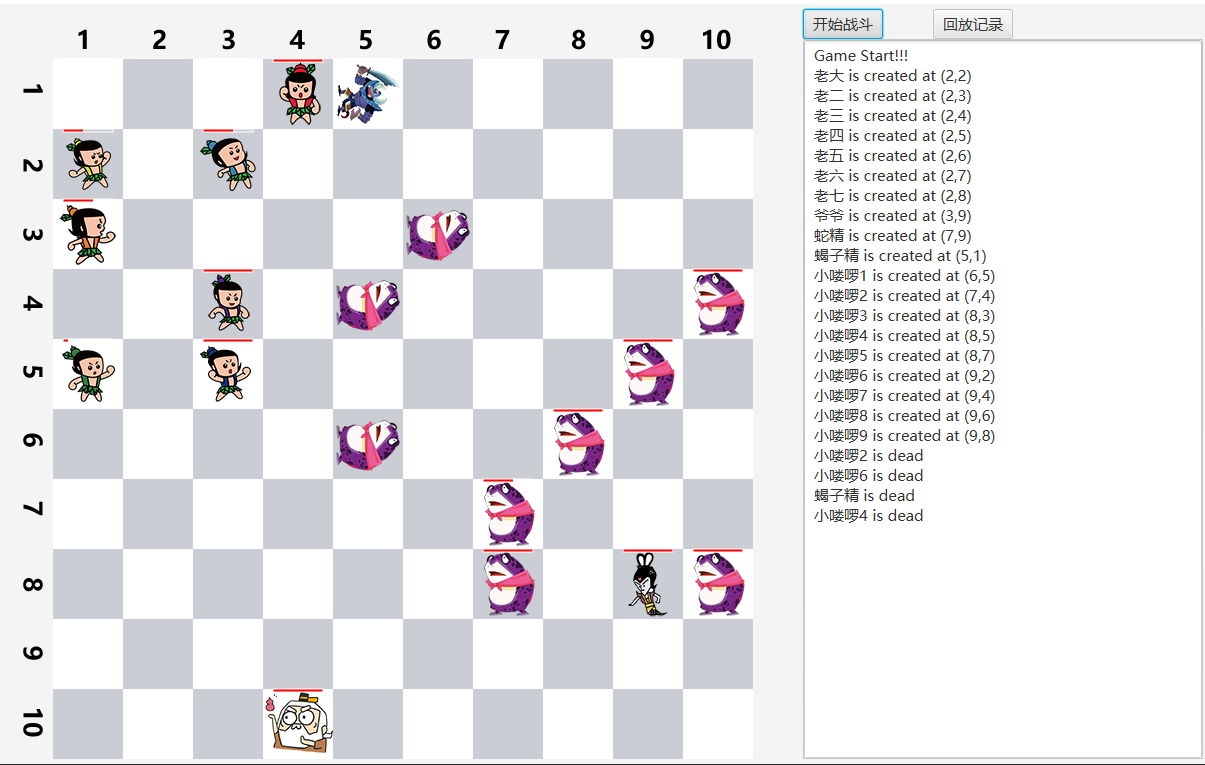 开始战斗 回放记录
1 2 3 4 5 6 7 8 9 10
1
2
3
4
5
6
7
8
9
10
Game Start!!!
老大 is created at (2,2)
老二 is created at (2,3)
老三 is created at (2,4)
老四 is created at (2,5)
老五 is created at (2,6)
老六 is created at (2,7)
老七 is created at (2,8)
爷爷 is created at (3,9)
蛇精 is created at (7,9)
蝎子精 is created at (5,1)
小喽啰1 is created at (6,5)
小喽啰2 is created at (7,4)
小喽啰3 is created at (8,3)
小喽啰4 is created at (8,5)
小喽啰5 is created at (8,7)
小喽啰6 is created at (9,2)
小喽啰7 is created at (9,4)
小喽啰8 is created at (9,6)
小喽啰9 is created at (9,8)
小喽啰2 is dead
小喽啰6 is dead
蝎子精 is dead
小喽啰4 is dead